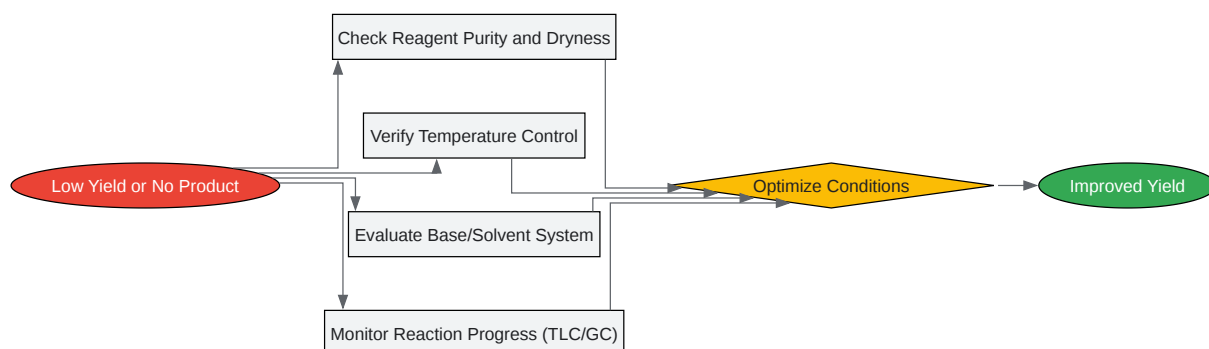 Check Reagent Purity and Dryness
Verify Temperature Control
Low Yield or No Product
Optimize Conditions
Improved Yield
Evaluate Base/Solvent System
Monitor Reaction Progress (TLC/GC)